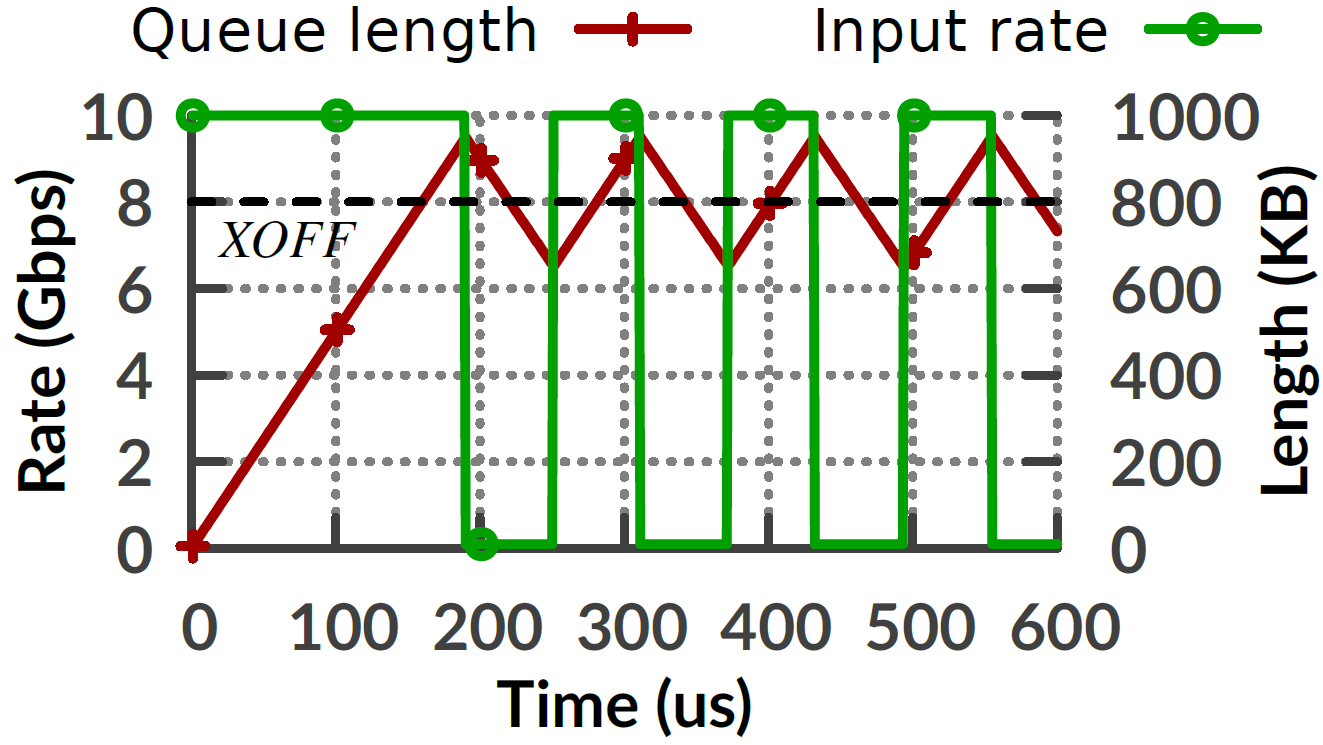 Queue length Input rate
10 1000
8 800
XOFF
6 600
4 400
2 200
0 0
0 100 200 300 400 500 600
Time (us)
Rate (Gbps)
Length (KB)